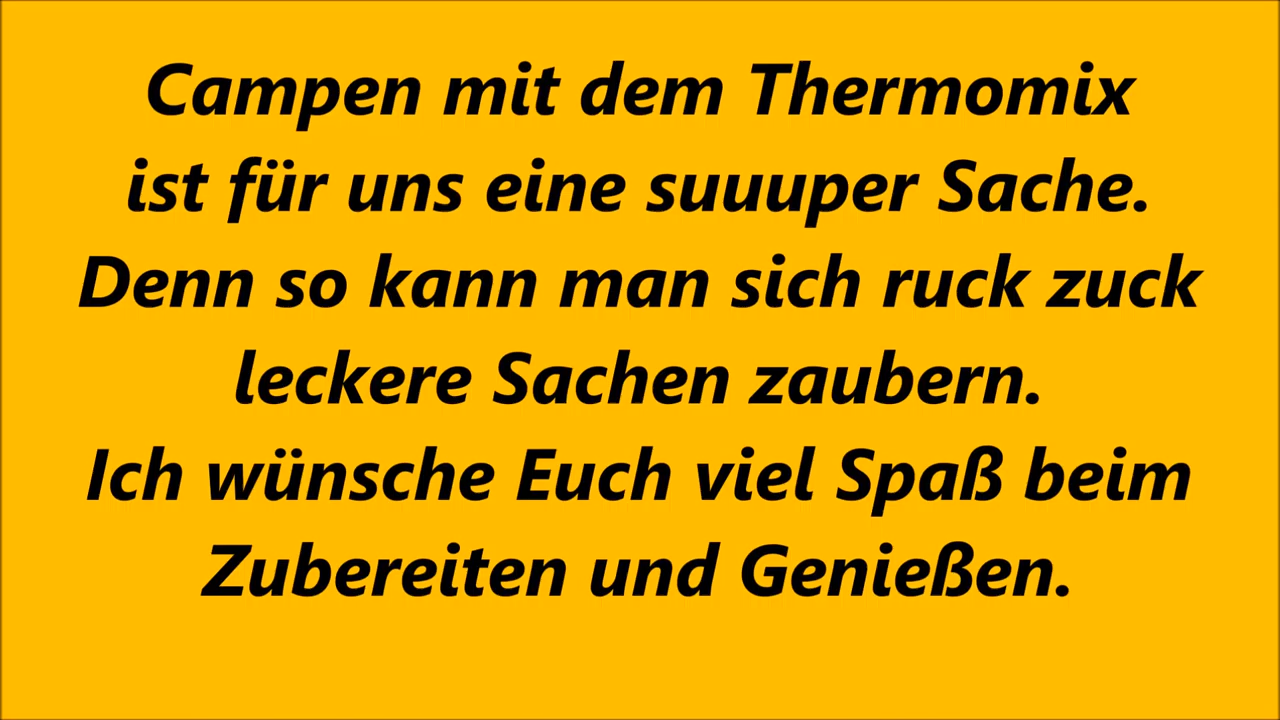 Campen mit dem Thermomix
ist für uns eine suuuper Sache.
Denn so kann man sich ruck zuck
leckere Sachen zaubern.
Ich wünsche Euch viel Spaß beim
Zubereiten und Genießen.